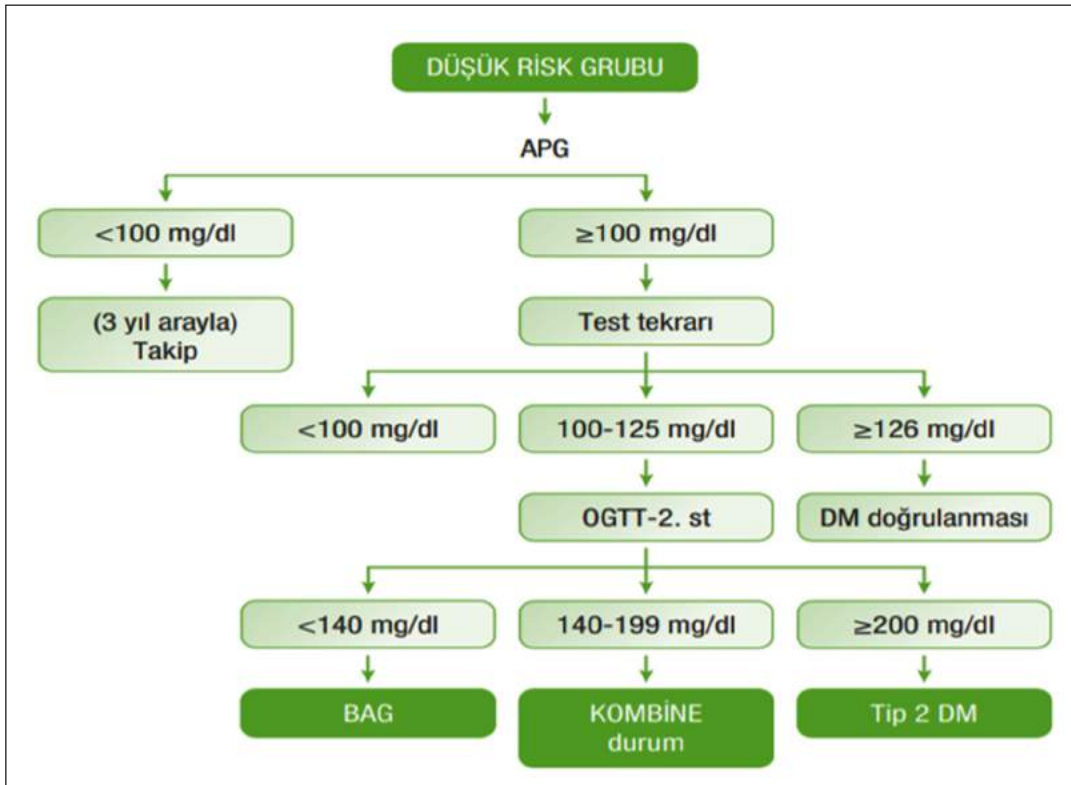 DÜŞÜK RİSK GRUBU
APG
<100 mg/dl
≥100 mg/dl
(3 yıl arayla)
Takip
Test tekrarı
<100 mg/dl
100-125 mg/dl
≥126 mg/dl
OGTT-2. st
DM doğrulanması
<140 mg/dl
140-199 mg/dl
≥200 mg/dl
BAG
KOMBİNE
durum
Tip 2 DM